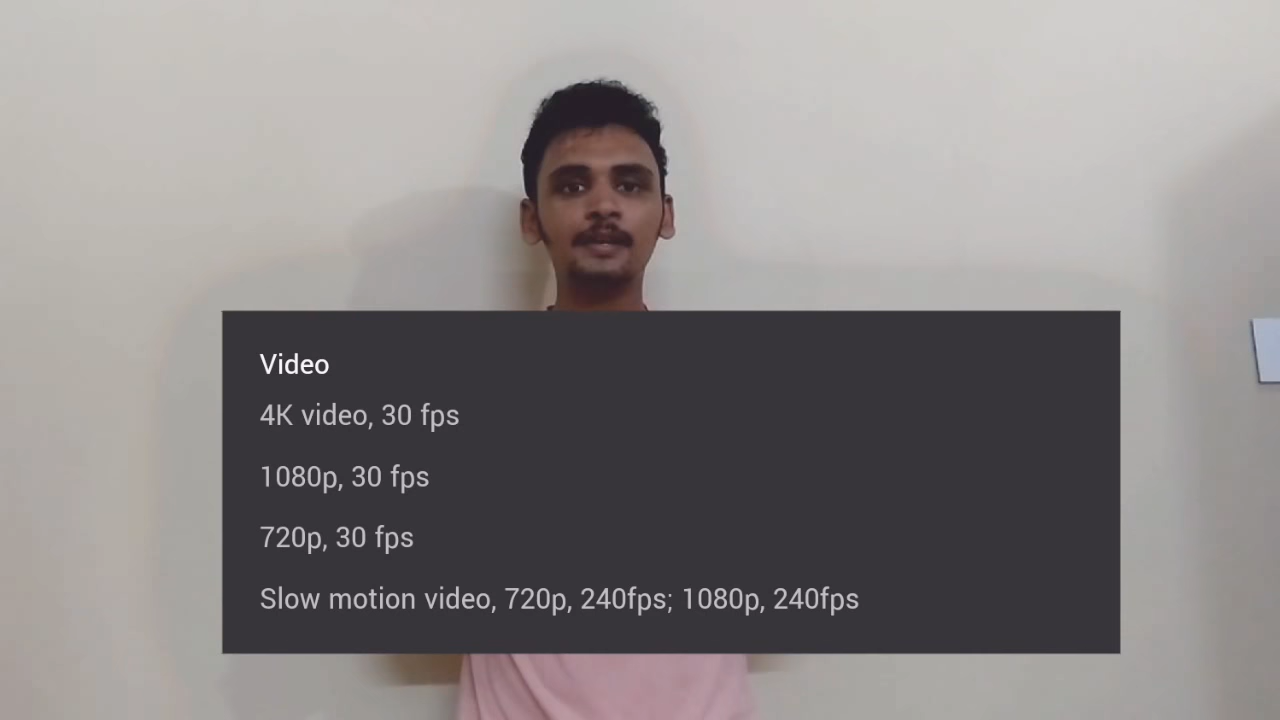 Video
4K video, 30 fps
1080p, 30 fps
720p, 30 fps
Slow motion video, 720p, 240fps; 1080p, 240fps